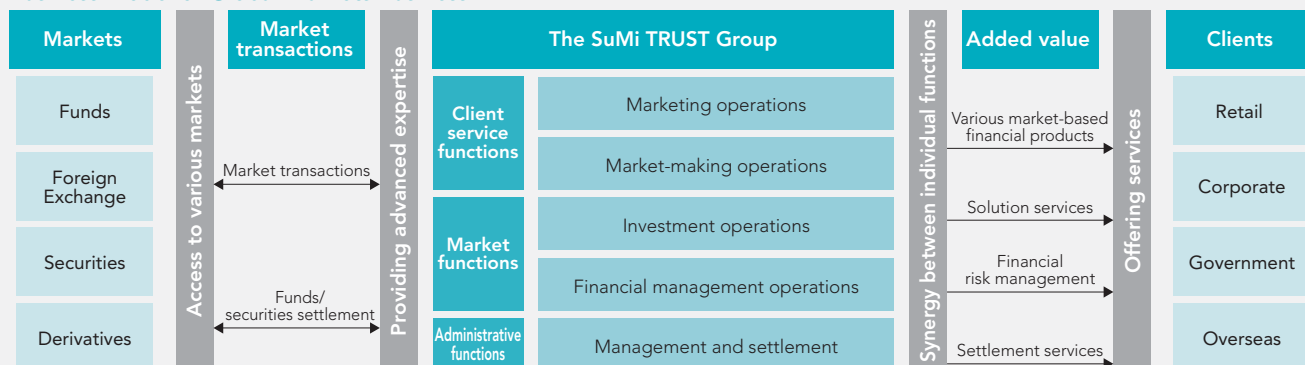 Markets
Market
transactions
The SuMi TRUST Group
Added value
Clients
Funds
Foreign
Exchange
Securities
Derivatives
Access to various markets
Market transactions
Funds/
securities settlement
Providing advanced expertise
Client
service
functions
Marketing operations
Market-making operations
Market
functions
Investment operations
Financial management operations
Administrative
functions
Management and settlement
Synergy between individual functions
Various market-based
financial products
Solution services
Financial
risk management
Settlement services
Offering services
Retail
Corporate
Government
Overseas